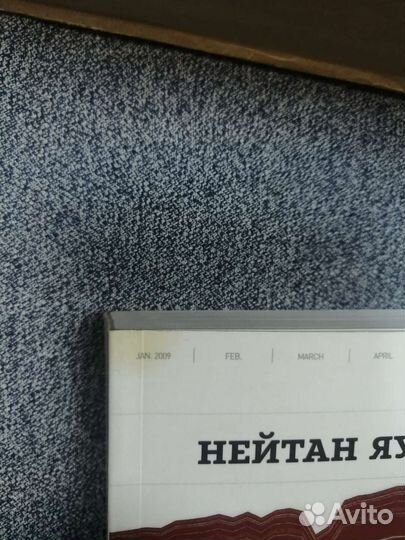 JAN. 2009 | FEB. | MARCH | APRIL
НЕЙТАН ЯУ
Avito